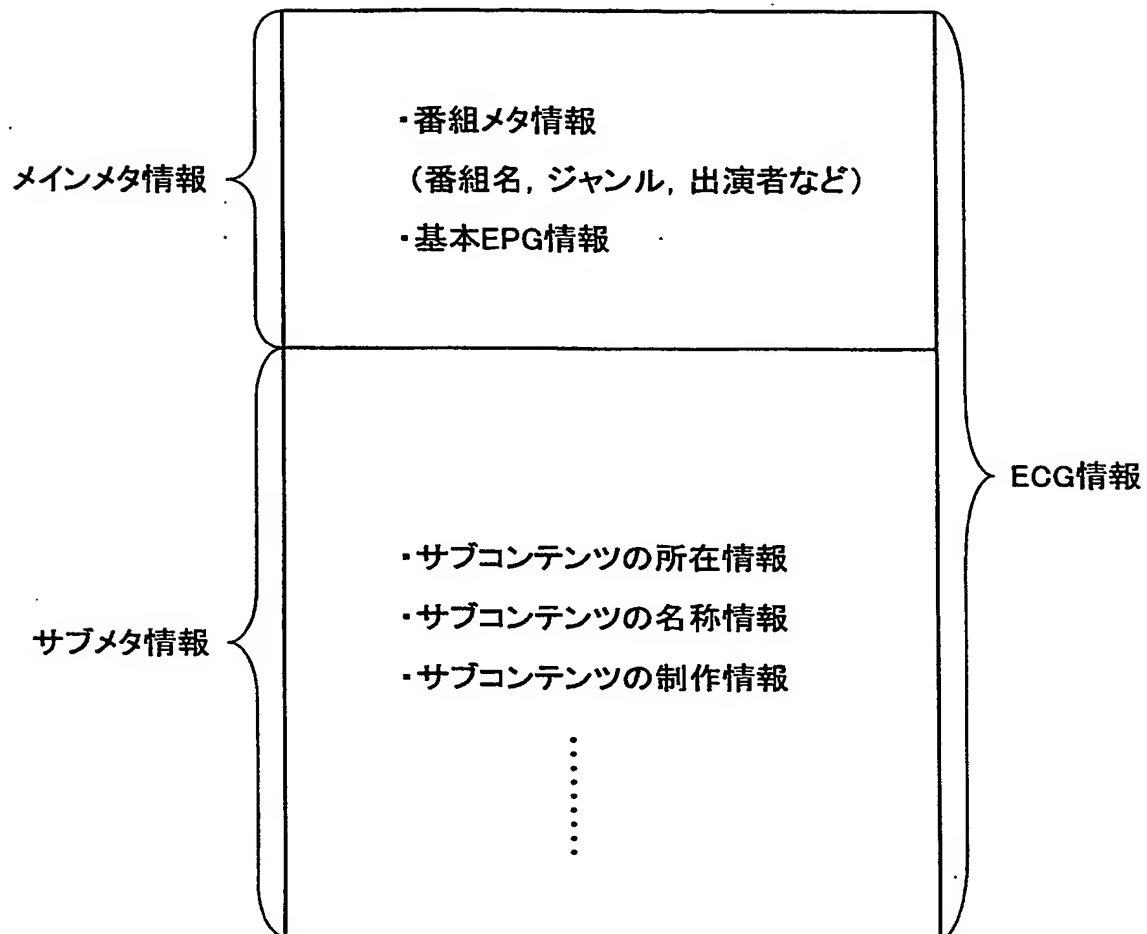 メインメタ情報
・番組メタ情報
（番組名, ジャンル, 出演者など）
・基本EPG情報
ECG情報
サブメタ情報
・サブコンテンツの所在情報
・サブコンテンツの名称情報
・サブコンテンツの制作情報